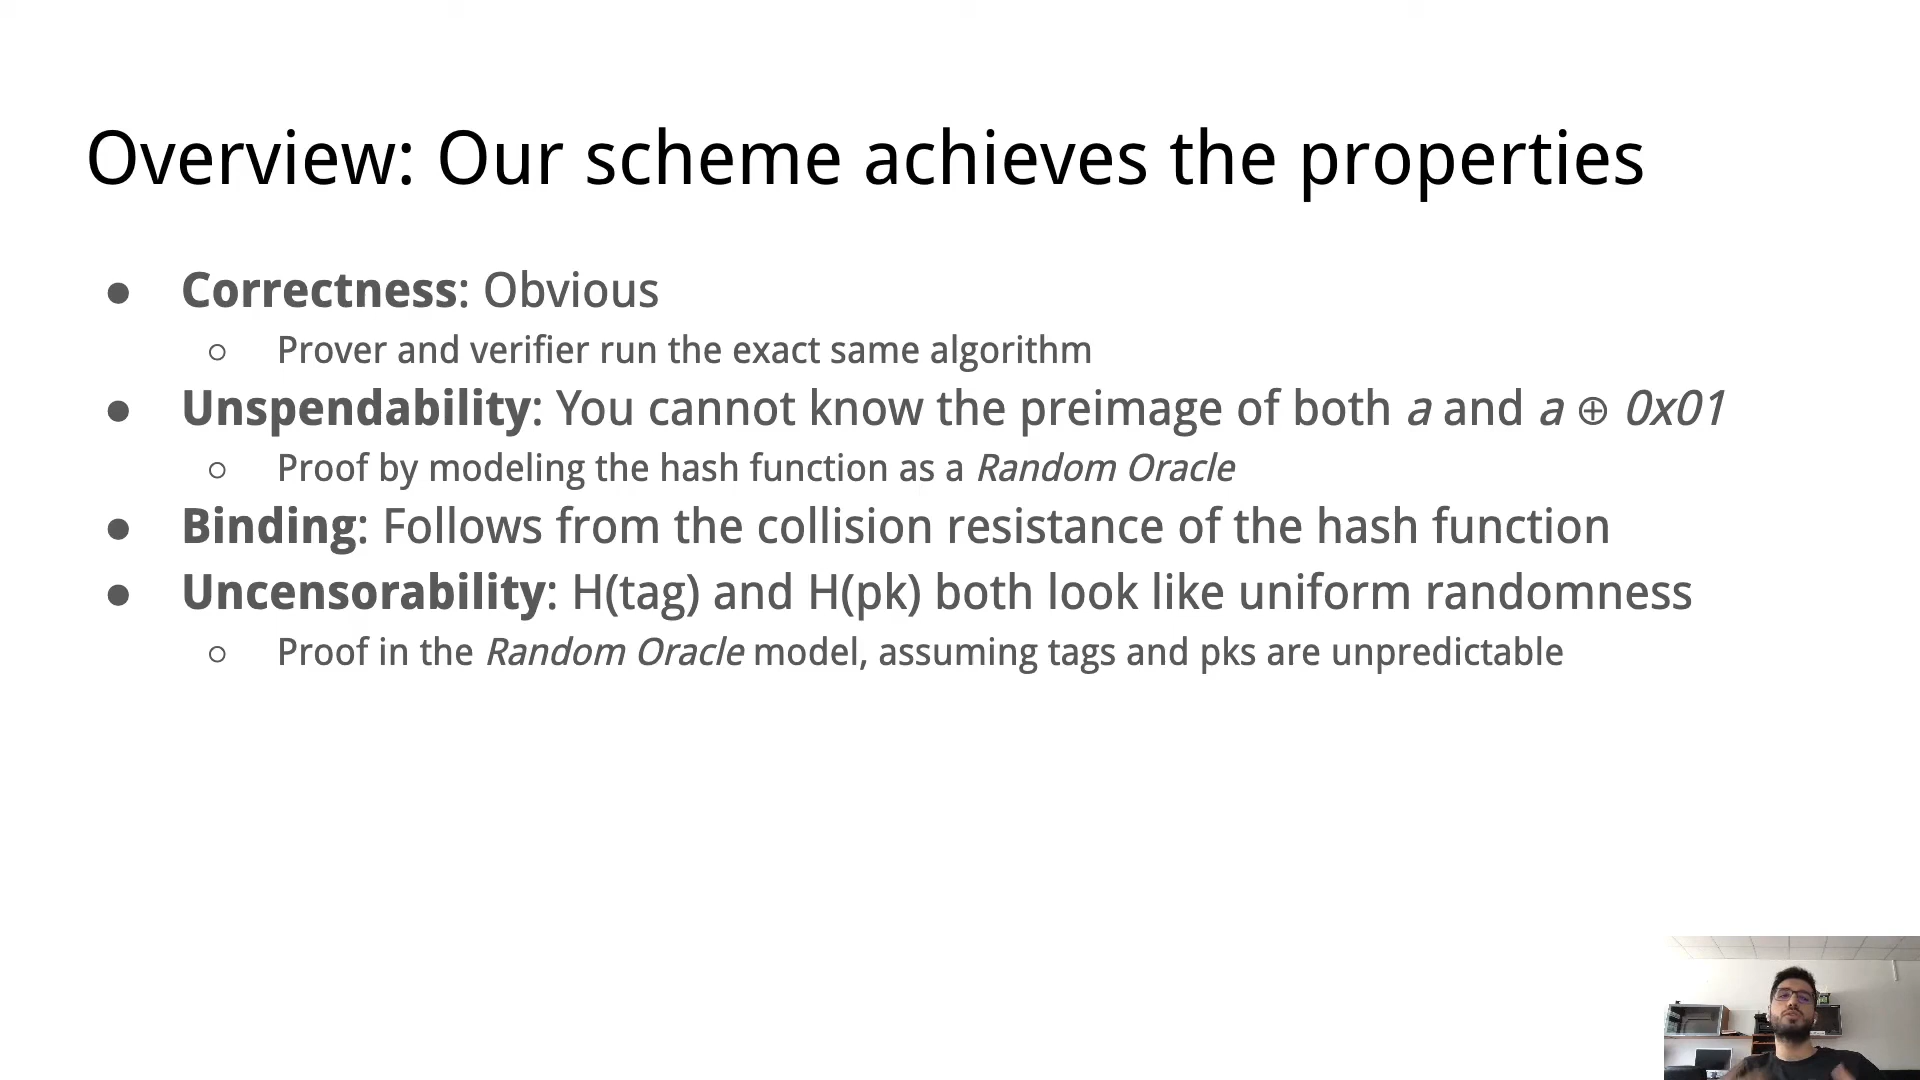 Overview: Our scheme achieves the properties
● Correctness: Obvious
○ Prover and verifier run the exact same algorithm
● Unspendability: You cannot know the preimage of both a and a ⊕ 0x01
○ Proof by modeling the hash function as a Random Oracle
● Binding: Follows from the collision resistance of the hash function
● Uncensorability: H(tag) and H(pk) both look like uniform randomness
○ Proof in the Random Oracle model, assuming tags and pks are unpredictable